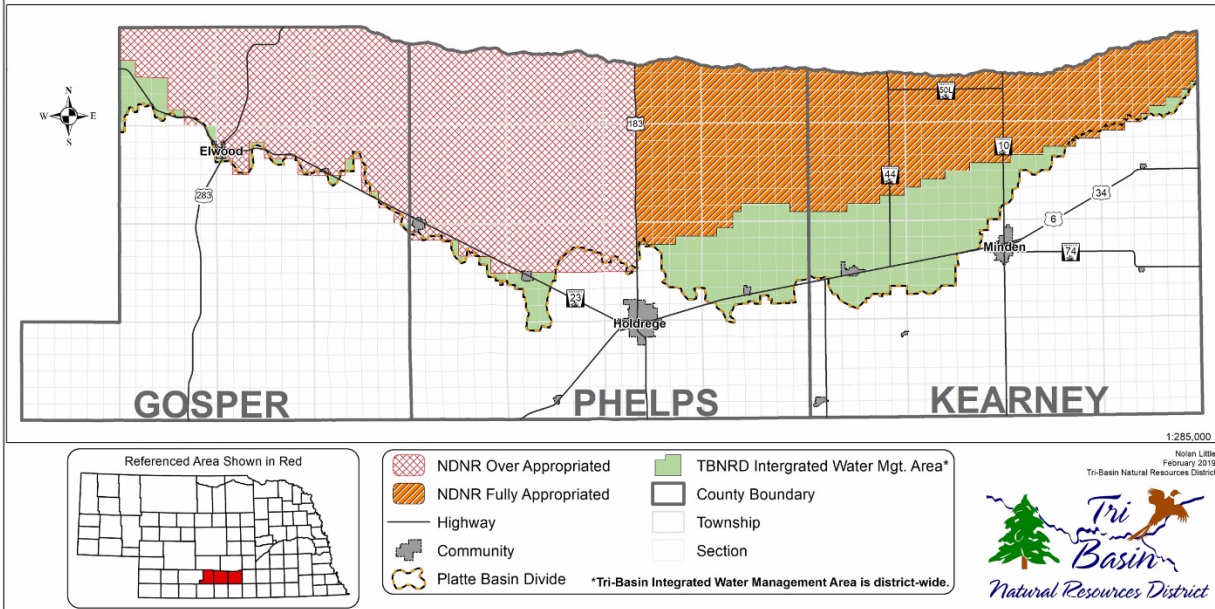 N
W
E
S
Elwood
283
183
50L
10
44
34
6
Minden
74
23
Holdrege
GOSPER
PHELPS
KEARNEY
1:285,000
Nolan Little
February 2019
Tri-Basin Natural Resources District
Referenced Area Shown in Red
NDNR Over Appropriated
NDNR Fully Appropriated
Highway
Community
Platte Basin Divide
TBNRD Intergrated Water Mgt. Area*
County Boundary
Township
Section
*Tri-Basin Integrated Water Management Area is district-wide.
Tri
Basin
Natural Resources District